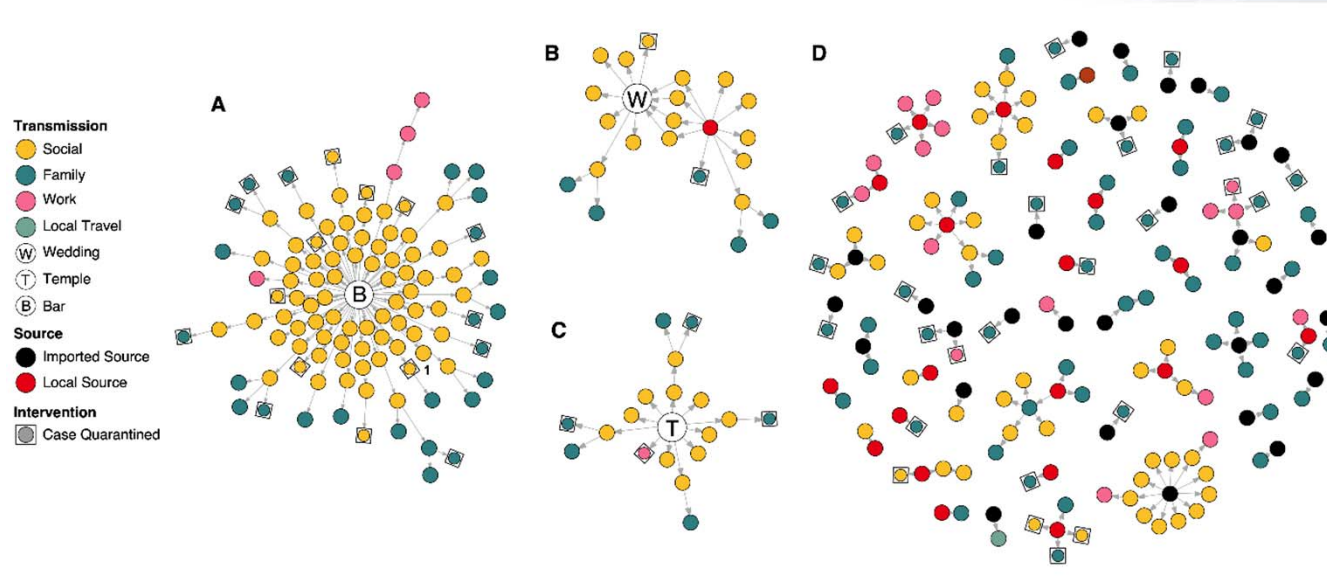 Transmission
Social
Family
Work
Local Travel
W Wedding
T Temple
B Bar
Source
Imported Source
Local Source
Intervention
Case Quarantined
A
B
1
B
W
C
T
D